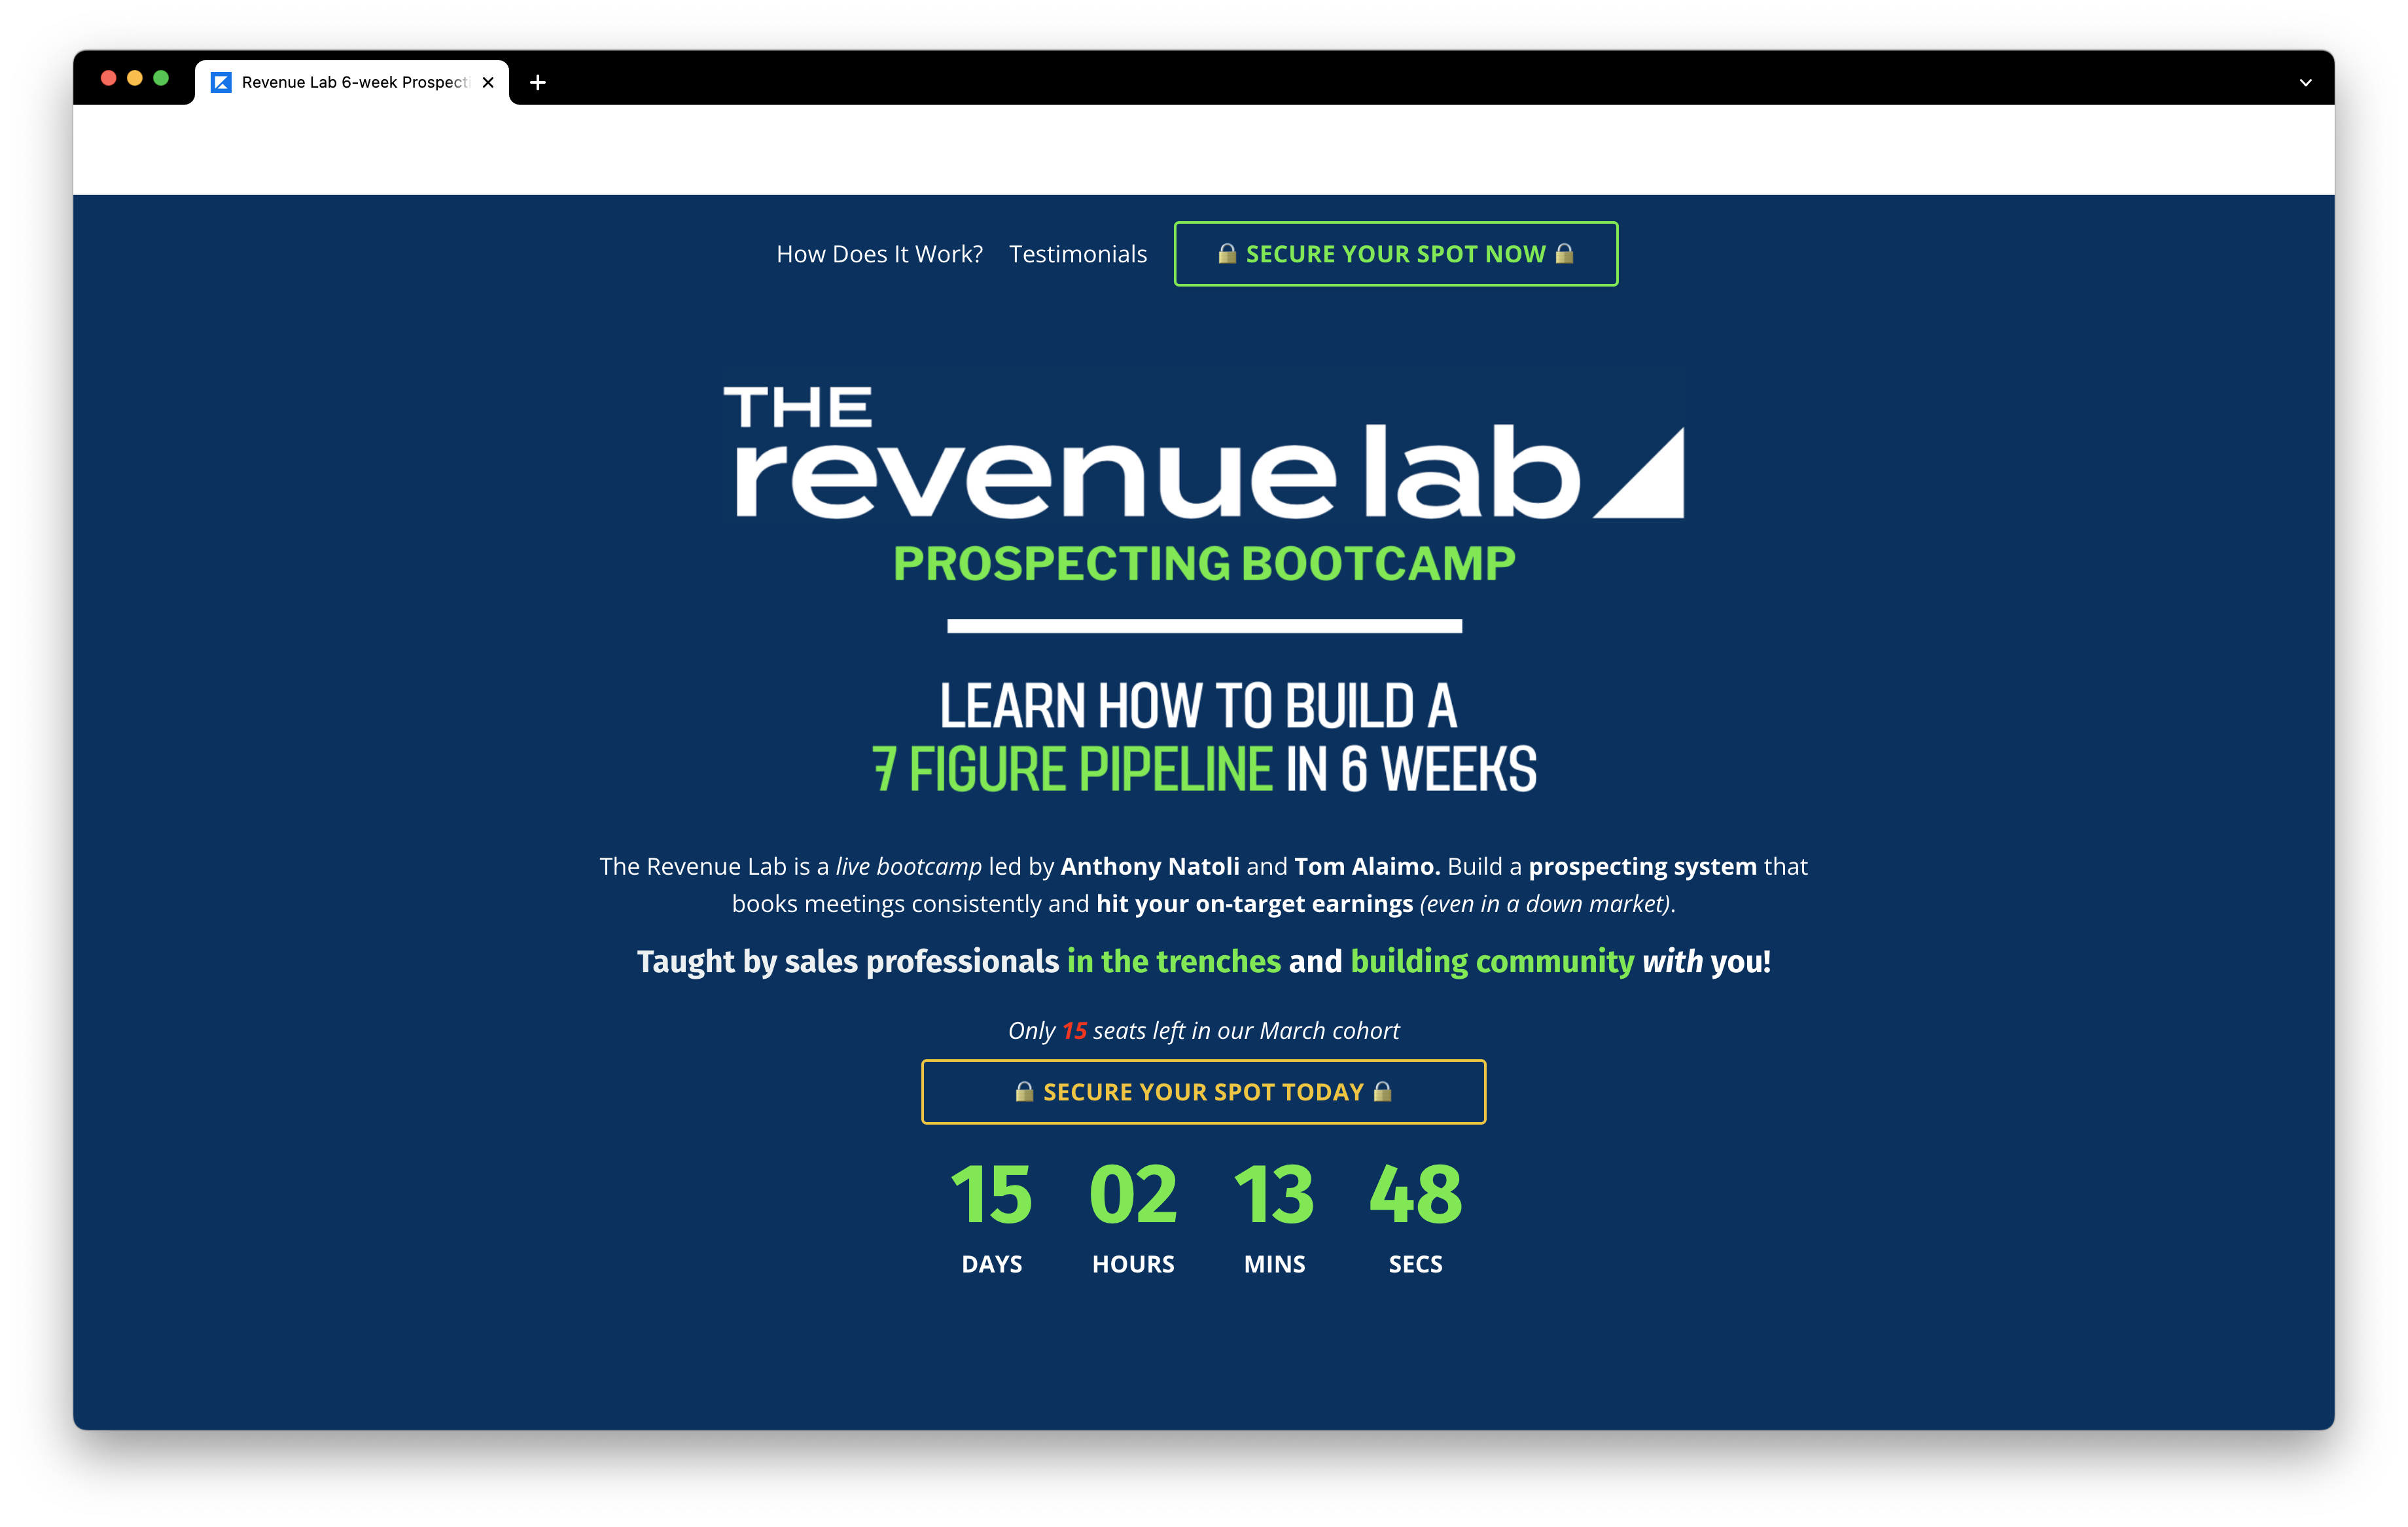 Revenue Lab 6-week Prospecti
How Does It Work? Testimonials 🔒 SECURE YOUR SPOT NOW 🔒
THE
revenue lab
PROSPECTING BOOTCAMP
LEARN HOW TO BUILD A
7 FIGURE PIPELINE IN 6 WEEKS
The Revenue Lab is a live bootcamp led by Anthony Natoli and Tom Alaimo. Build a prospecting system that
books meetings consistently and hit your on-target earnings (even in a down market).
Taught by sales professionals in the trenches and building community with you!
Only 15 seats left in our March cohort
🔒 SECURE YOUR SPOT TODAY 🔒
15 02 13 48
DAYS HOURS MINS SECS